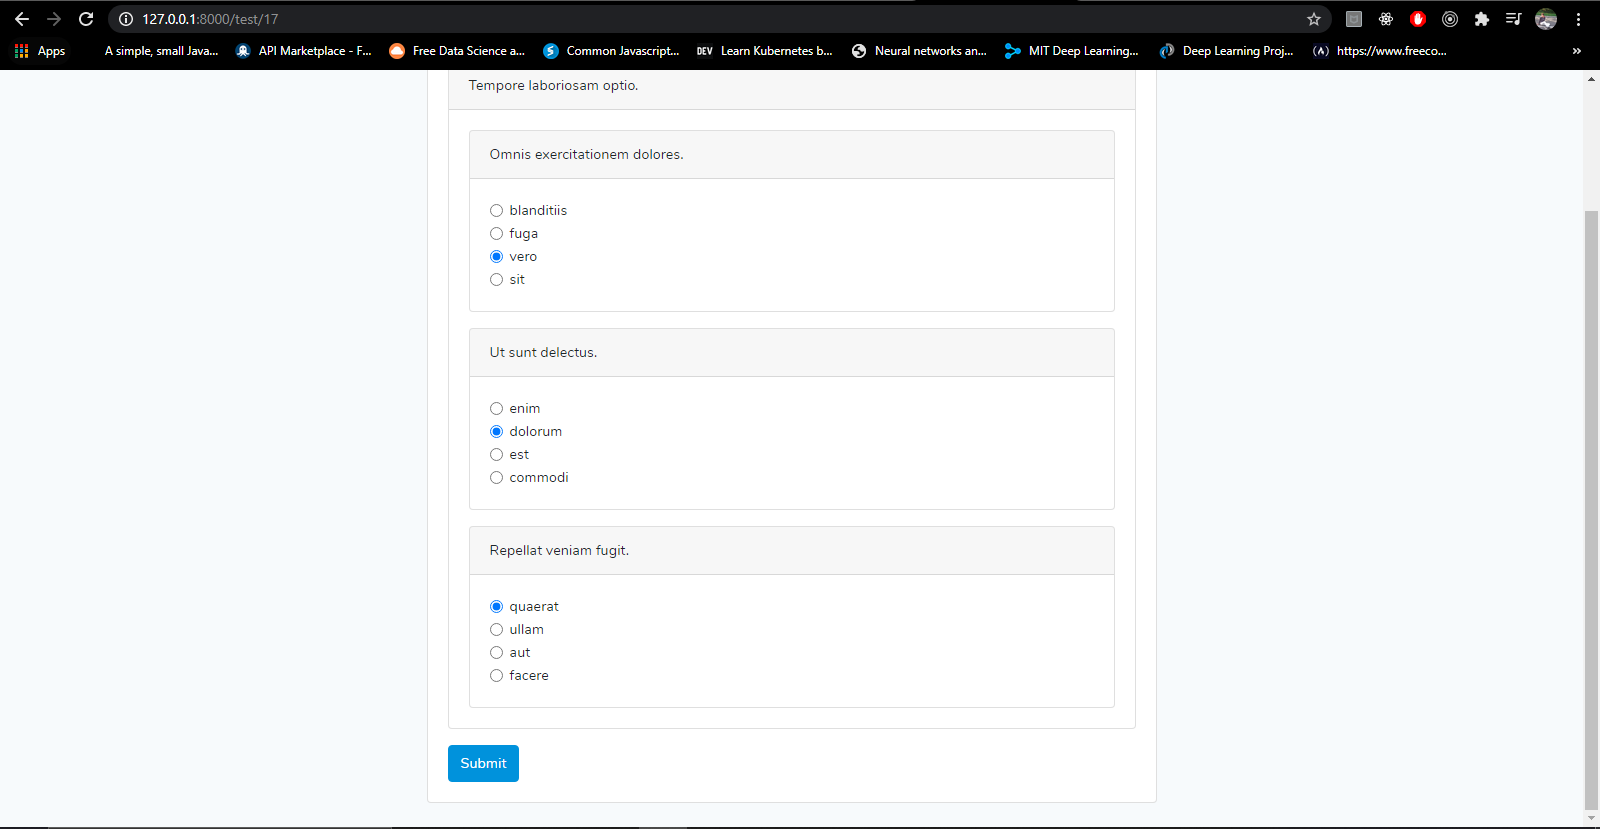 127.0.0.1:8000/test/17
Apps A simple, small Java... API Marketplace - F... Free Data Science a... Common Javascript... DEV Learn Kubernetes b... Neural networks an... MIT Deep Learning... Deep Learning Proj... https://www.freeco... »
Tempore laboriosam optio.
Omnis exercitationem dolores.
blanditiis
fuga
vero
sit
Ut sunt delectus.
enim
dolorum
est
commodi
Repellat veniam fugit.
quaerat
ullam
aut
facere
Submit